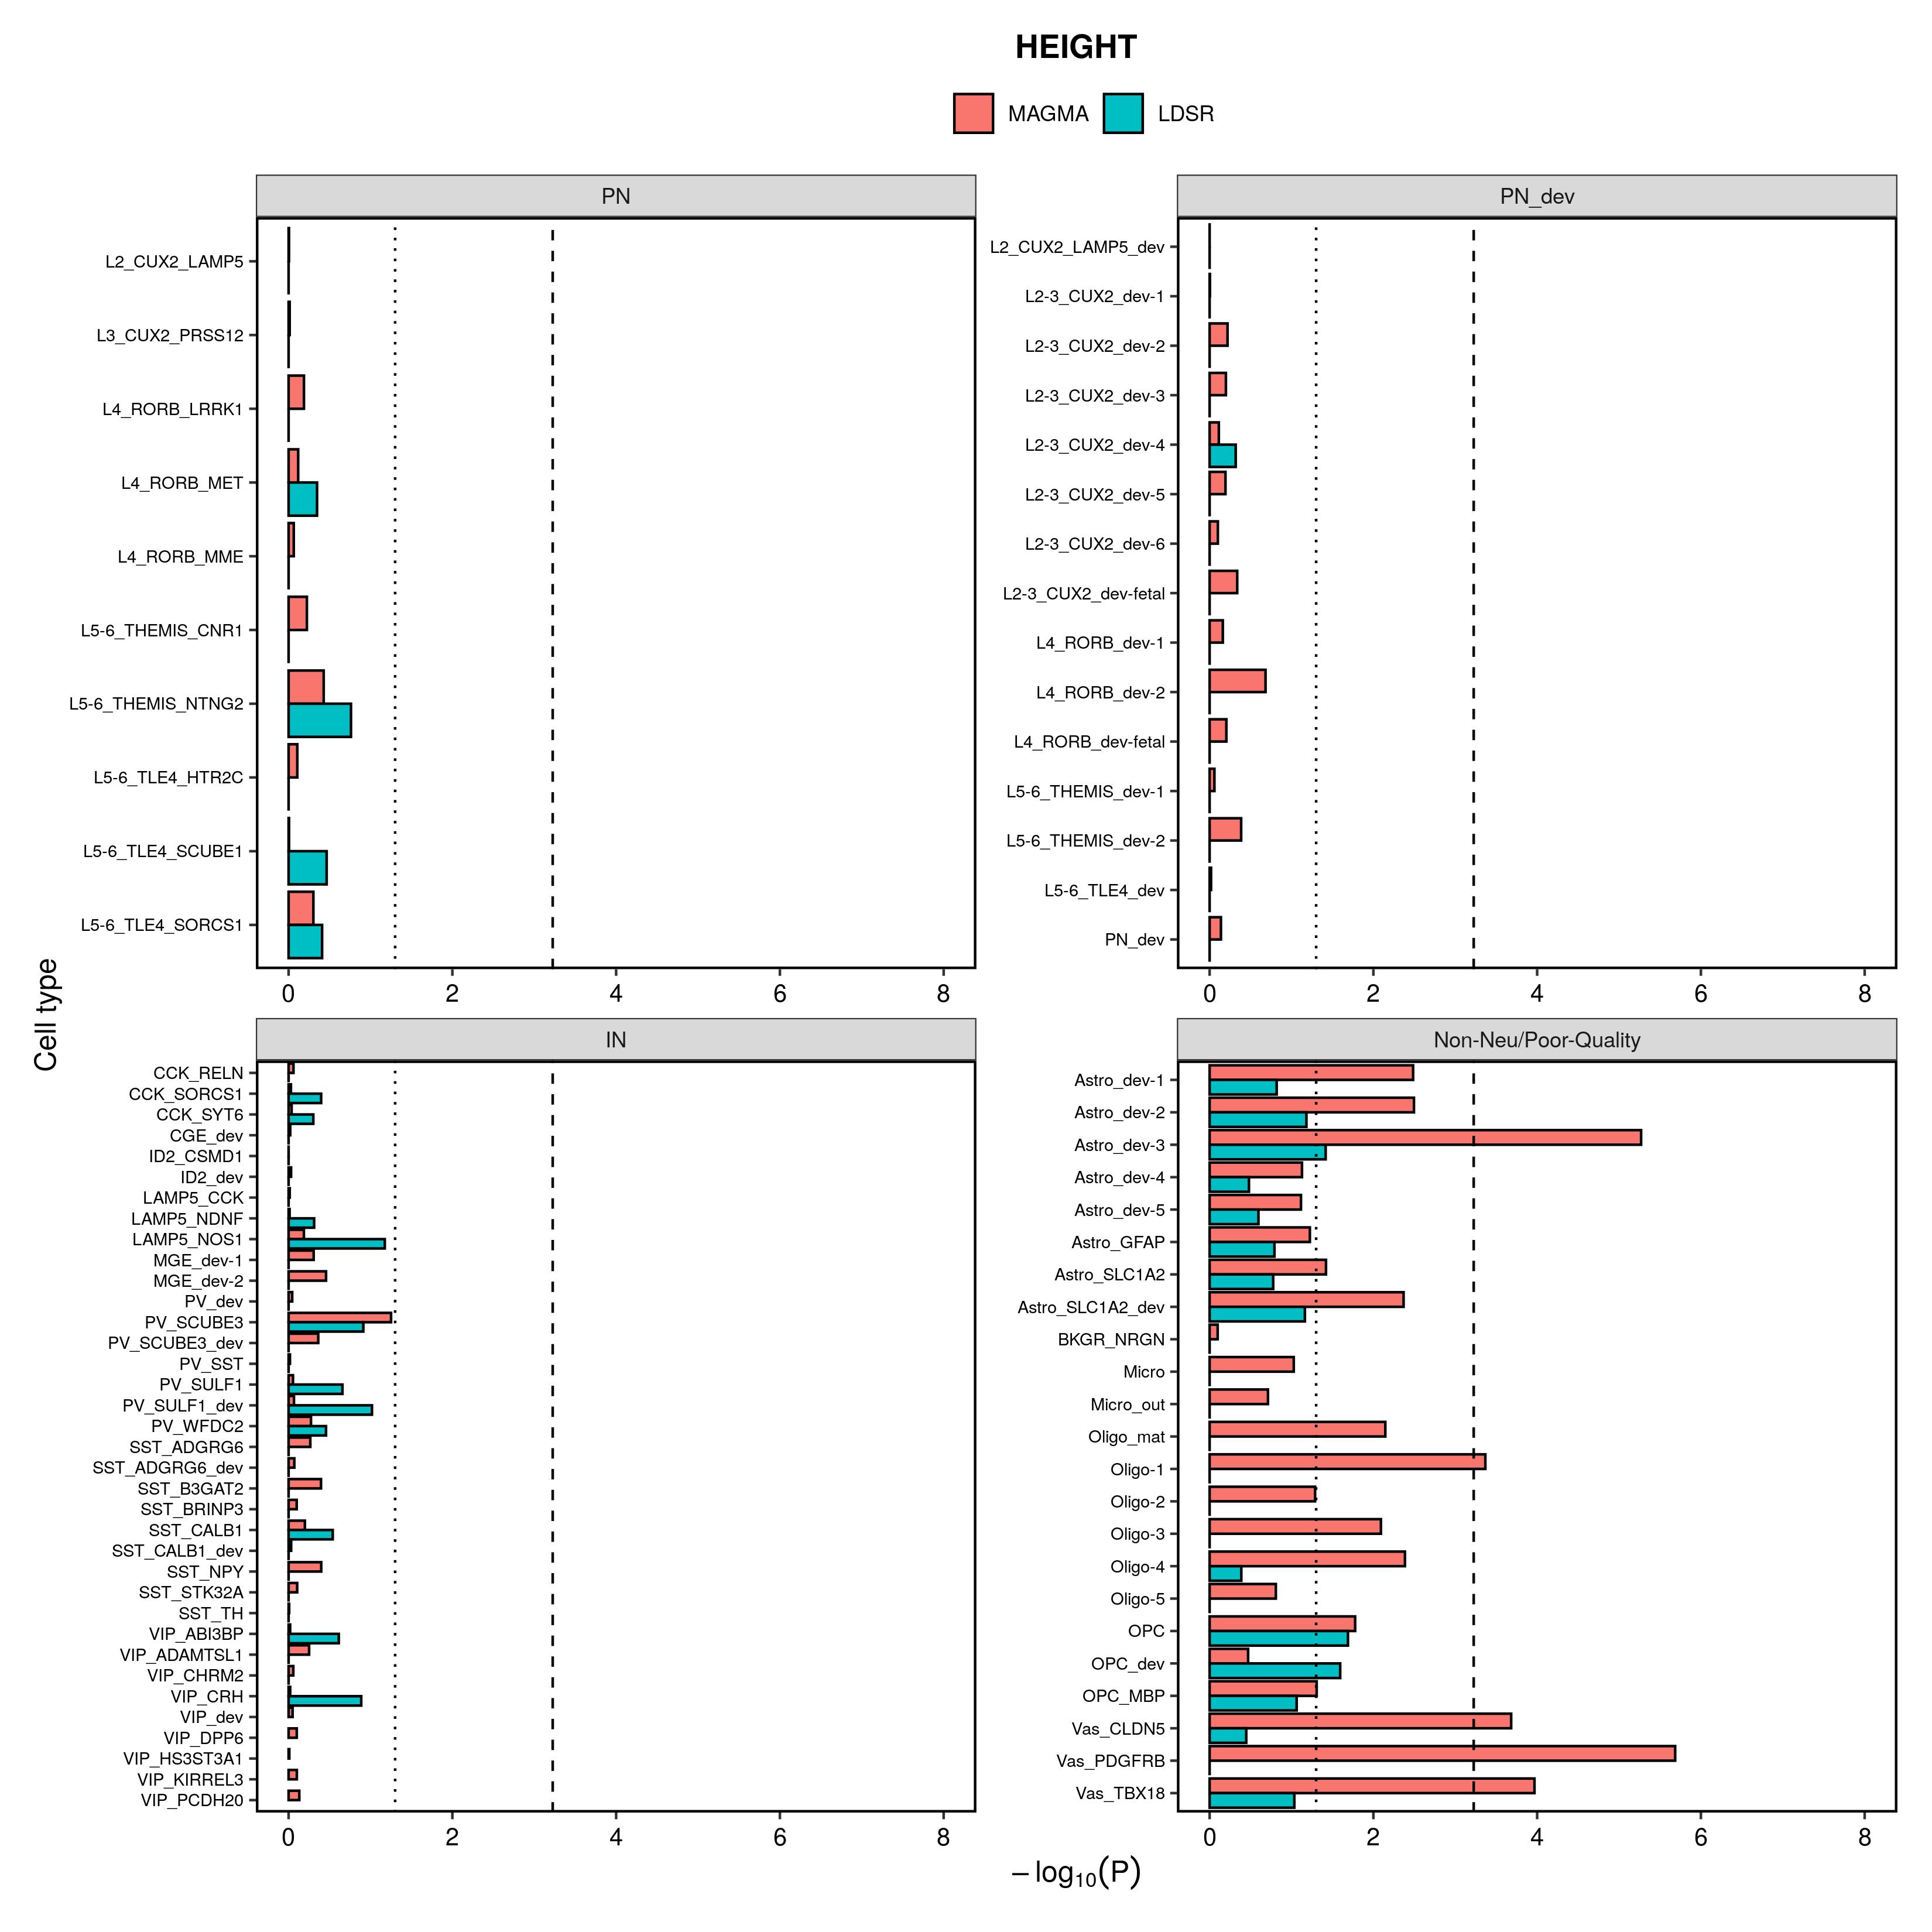 HEIGHT
MAGMA LDSR
PN
L2_CUX2_LAMP5
L3_CUX2_PRSS12
L4_RORB_LRRK1
L4_RORB_MET
L4_RORB_MME
L5-6_THEMIS_CNR1
L5-6_THEMIS_NTNG2
L5-6_TLE4_HTR2C
L5-6_TLE4_SCUBE1
L5-6_TLE4_SORCS1
0 2 4 6 8
PN_dev
L2_CUX2_LAMP5_dev
L2-3_CUX2_dev-1
L2-3_CUX2_dev-2
L2-3_CUX2_dev-3
L2-3_CUX2_dev-4
L2-3_CUX2_dev-5
L2-3_CUX2_dev-6
L2-3_CUX2_dev-fetal
L4_RORB_dev-1
L4_RORB_dev-2
L4_RORB_dev-fetal
L5-6_THEMIS_dev-1
L5-6_THEMIS_dev-2
L5-6_TLE4_dev
PN_dev
0 2 4 6 8
Cell type
IN
CCK_RELN
CCK_SORCS1
CCK_SYT6
CGE_dev
ID2_CSMD1
ID2_dev
LAMP5_CCK
LAMP5_NDNF
LAMP5_NOS1
MGE_dev-1
MGE_dev-2
PV_dev
PV_SCUBE3
PV_SCUBE3_dev
PV_SST
PV_SULF1
PV_SULF1_dev
PV_WFDC2
SST_ADGRG6
SST_ADGRG6_dev
SST_B3GAT2
SST_BRINP3
SST_CALB1
SST_CALB1_dev
SST_NPY
SST_STK32A
SST_TH
VIP_ABI3BP
VIP_ADAMTSL1
VIP_CHRM2
VIP_CRH
VIP_dev
VIP_DPP6
VIP_HS3ST3A1
VIP_KIRREL3
VIP_PCDH20
0 2 4 6 8
Non-Neu/Poor-Quality
Astro_dev-1
Astro_dev-2
Astro_dev-3
Astro_dev-4
Astro_dev-5
Astro_GFAP
Astro_SLC1A2
Astro_SLC1A2_dev
BKGR_NRGN
Micro
Micro_out
Oligo_mat
Oligo-1
Oligo-2
Oligo-3
Oligo-4
Oligo-5
OPC
OPC_dev
OPC_MBP
Vas_CLDN5
Vas_PDGFRB
Vas_TBX18
0 2 4 6 8
−log₁₀(P)